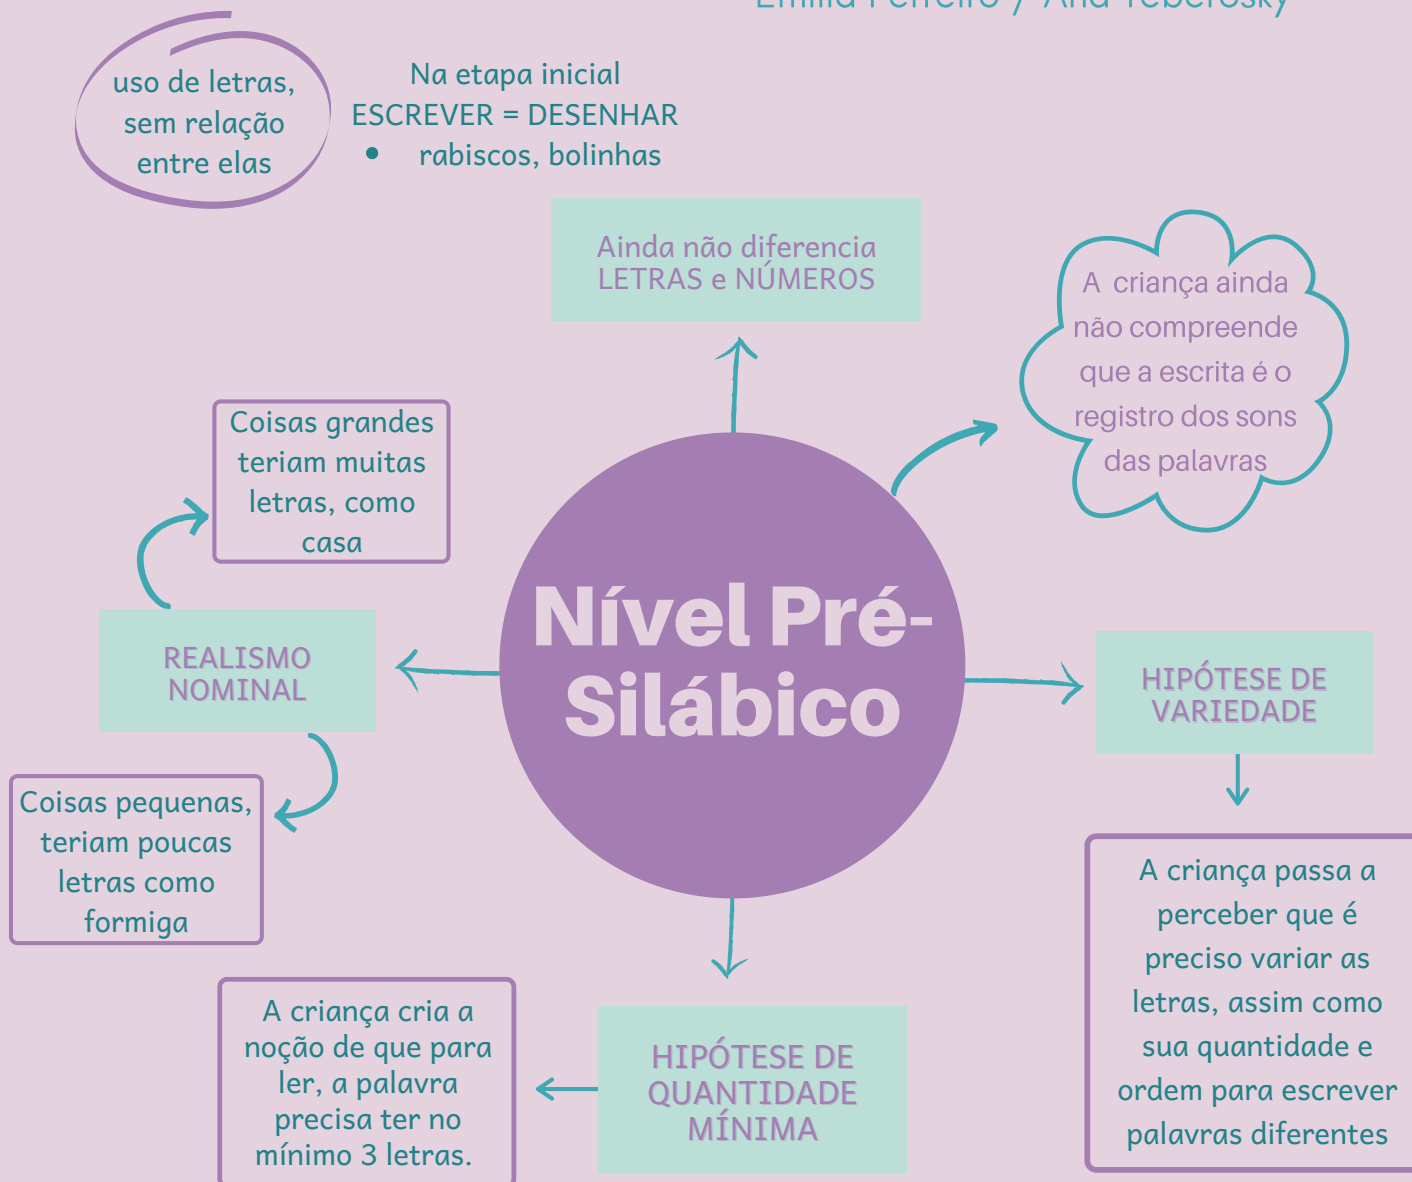 Emilia Ferreiro / Ana Teberosky
uso de letras,
sem relação
entre elas
Na etapa inicial
ESCREVER = DESENHAR
• rabiscos, bolinhas
Ainda não diferencia
LETRAS e NÚMEROS
A criança ainda
não compreende
que a escrita é o
registro dos sons
das palavras
Coisas grandes
teriam muitas
letras, como
casa
Nível Pré-
Silábico
REALISMO
NOMINAL
HIPÓTESE DE
VARIEDADE
Coisas pequenas,
teriam poucas
letras como
formiga
A criança passa a
perceber que é
preciso variar as
letras, assim como
sua quantidade e
ordem para escrever
palavras diferentes
A criança cria a
noção de que para
ler, a palavra
precisa ter no
mínimo 3 letras.
HIPÓTESE DE
QUANTIDADE
MÍNIMA